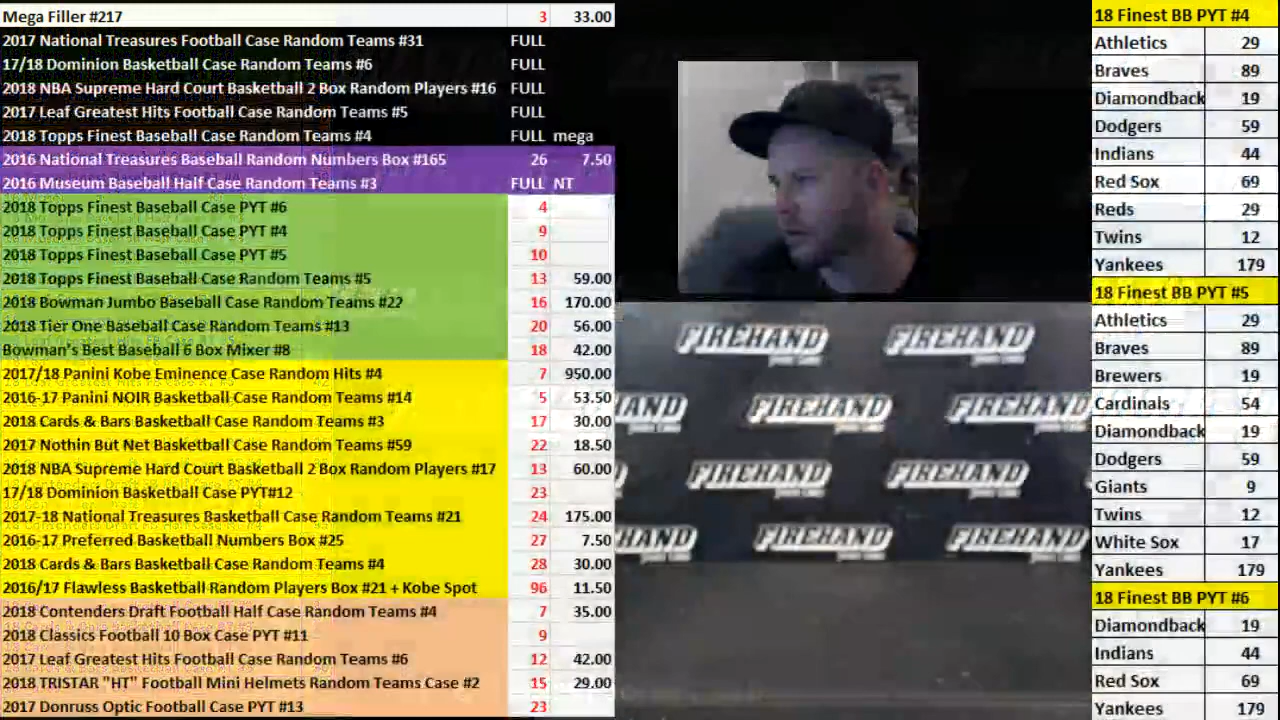 Mega Filler #217 3 33.00
2017 National Treasures Football Case Random Teams #31 FULL
17/18 Dominion Basketball Case Random Teams #6 FULL
2018 NBA Supreme Hard Court Basketball 2 Box Random Players #16 FULL
2017 Leaf Greatest Hits Football Case Random Teams #5 FULL
2018 Topps Finest Baseball Case Random Teams #4 FULL mega
2016 National Treasures Baseball Random Numbers Box #165 26 7.50
2016 Museum Baseball Half Case Random Teams #3 FULL NT
2018 Topps Finest Baseball Case PYT #6 4
2018 Topps Finest Baseball Case PYT #4 9
2018 Topps Finest Baseball Case PYT #5 10
2018 Topps Finest Baseball Case Random Teams #5 13 59.00
2018 Bowman Jumbo Baseball Case Random Teams #22 16 170.00
2018 Tier One Baseball Case Random Teams #13 20 56.00
Bowman's Best Baseball 6 Box Mixer #8 18 42.00
2017/18 Panini Kobe Eminence Case Random Hits #4 7 950.00
2016-17 Panini NOIR Basketball Case Random Teams #14 5 53.50
2018 Cards & Bars Basketball Case Random Teams #3 17 30.00
2017 Nothin But Net Basketball Case Random Teams #59 22 18.50
2018 NBA Supreme Hard Court Basketball 2 Box Random Players #17 13 60.00
17/18 Dominion Basketball Case PYT#12 23
2017-18 National Treasures Basketball Case Random Teams #21 24 175.00
2016-17 Preferred Basketball Numbers Box #25 27 7.50
2018 Cards & Bars Basketball Case Random Teams #4 28 30.00
2016/17 Flawless Basketball Random Players Box #21 + Kobe Spot 96 11.50
2018 Contenders Draft Football Half Case Random Teams #4 7 35.00
2018 Classics Football 10 Box Case PYT #11 9
2017 Leaf Greatest Hits Football Case Random Teams #6 12 42.00
2018 TRISTAR "HT" Football Mini Helmets Random Teams Case #2 15 29.00
2017 Donruss Optic Football Case PYT #13 23
FIREHAND FIREHAND
HAND FIREHAND FIREHAND
FIREHAND FIREHAND
HAND FIREHAND FIREHAND
18 Finest BB PYT #4
Athletics 29
Braves 89
Diamondback 19
Dodgers 59
Indians 44
Red Sox 69
Reds 29
Twins 12
Yankees 179
18 Finest BB PYT #5
Athletics 29
Braves 89
Brewers 19
Cardinals 54
Diamondback 19
Dodgers 59
Giants 9
Twins 12
White Sox 17
Yankees 179
18 Finest BB PYT #6
Diamondback 19
Indians 44
Red Sox 69
Yankees 179